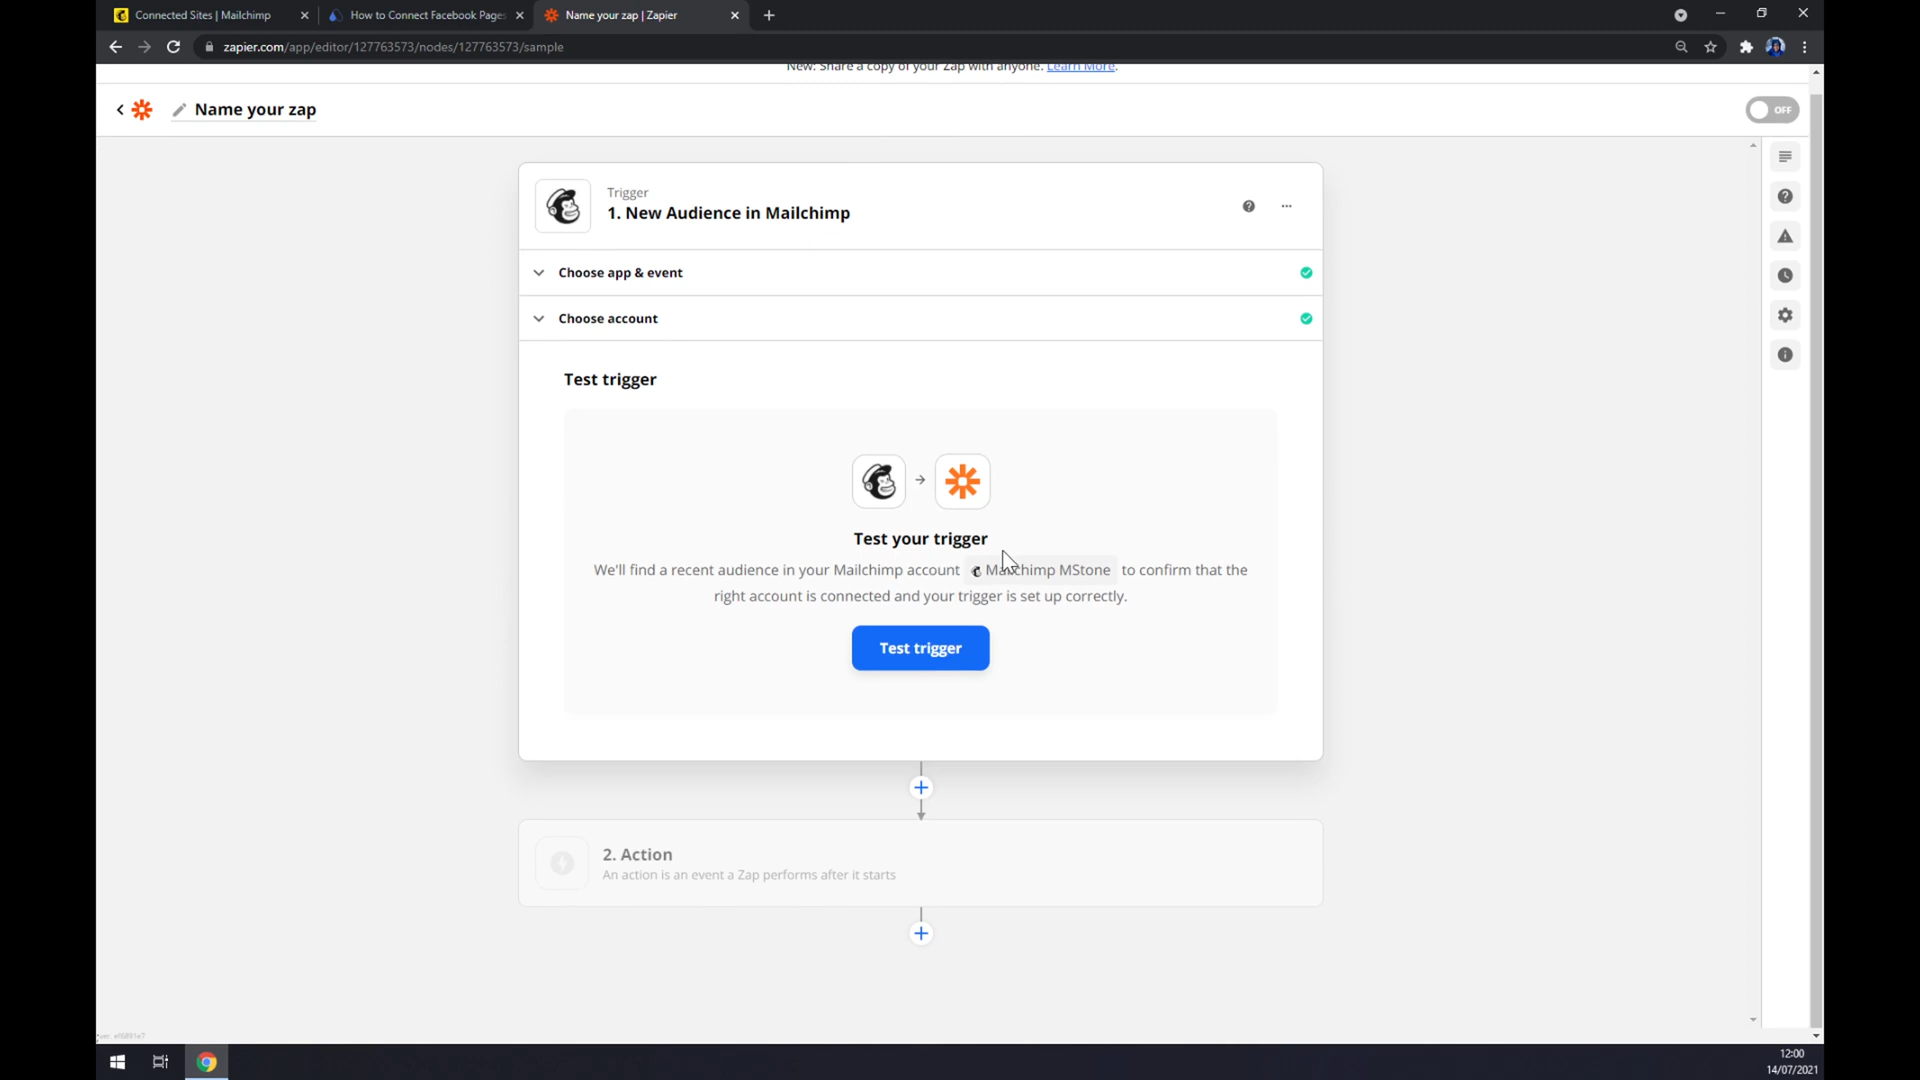 Connected Sites | Mailchimp
How to Connect Facebook Pages
Name your zap | Zapier
zapier.com/app/editor/127763573/nodes/127763573/sample
New: Share a copy of your Zap with anyone. Learn More.
Name your zap
OFF
Trigger
1. New Audience in Mailchimp
Choose app & event
Choose account
Test trigger
Test your trigger
We'll find a recent audience in your Mailchimp account Mailchimp MStone to confirm that the
right account is connected and your trigger is set up correctly.
Test trigger
2. Action
An action is an event a Zap performs after it starts
12:00
14/07/2021